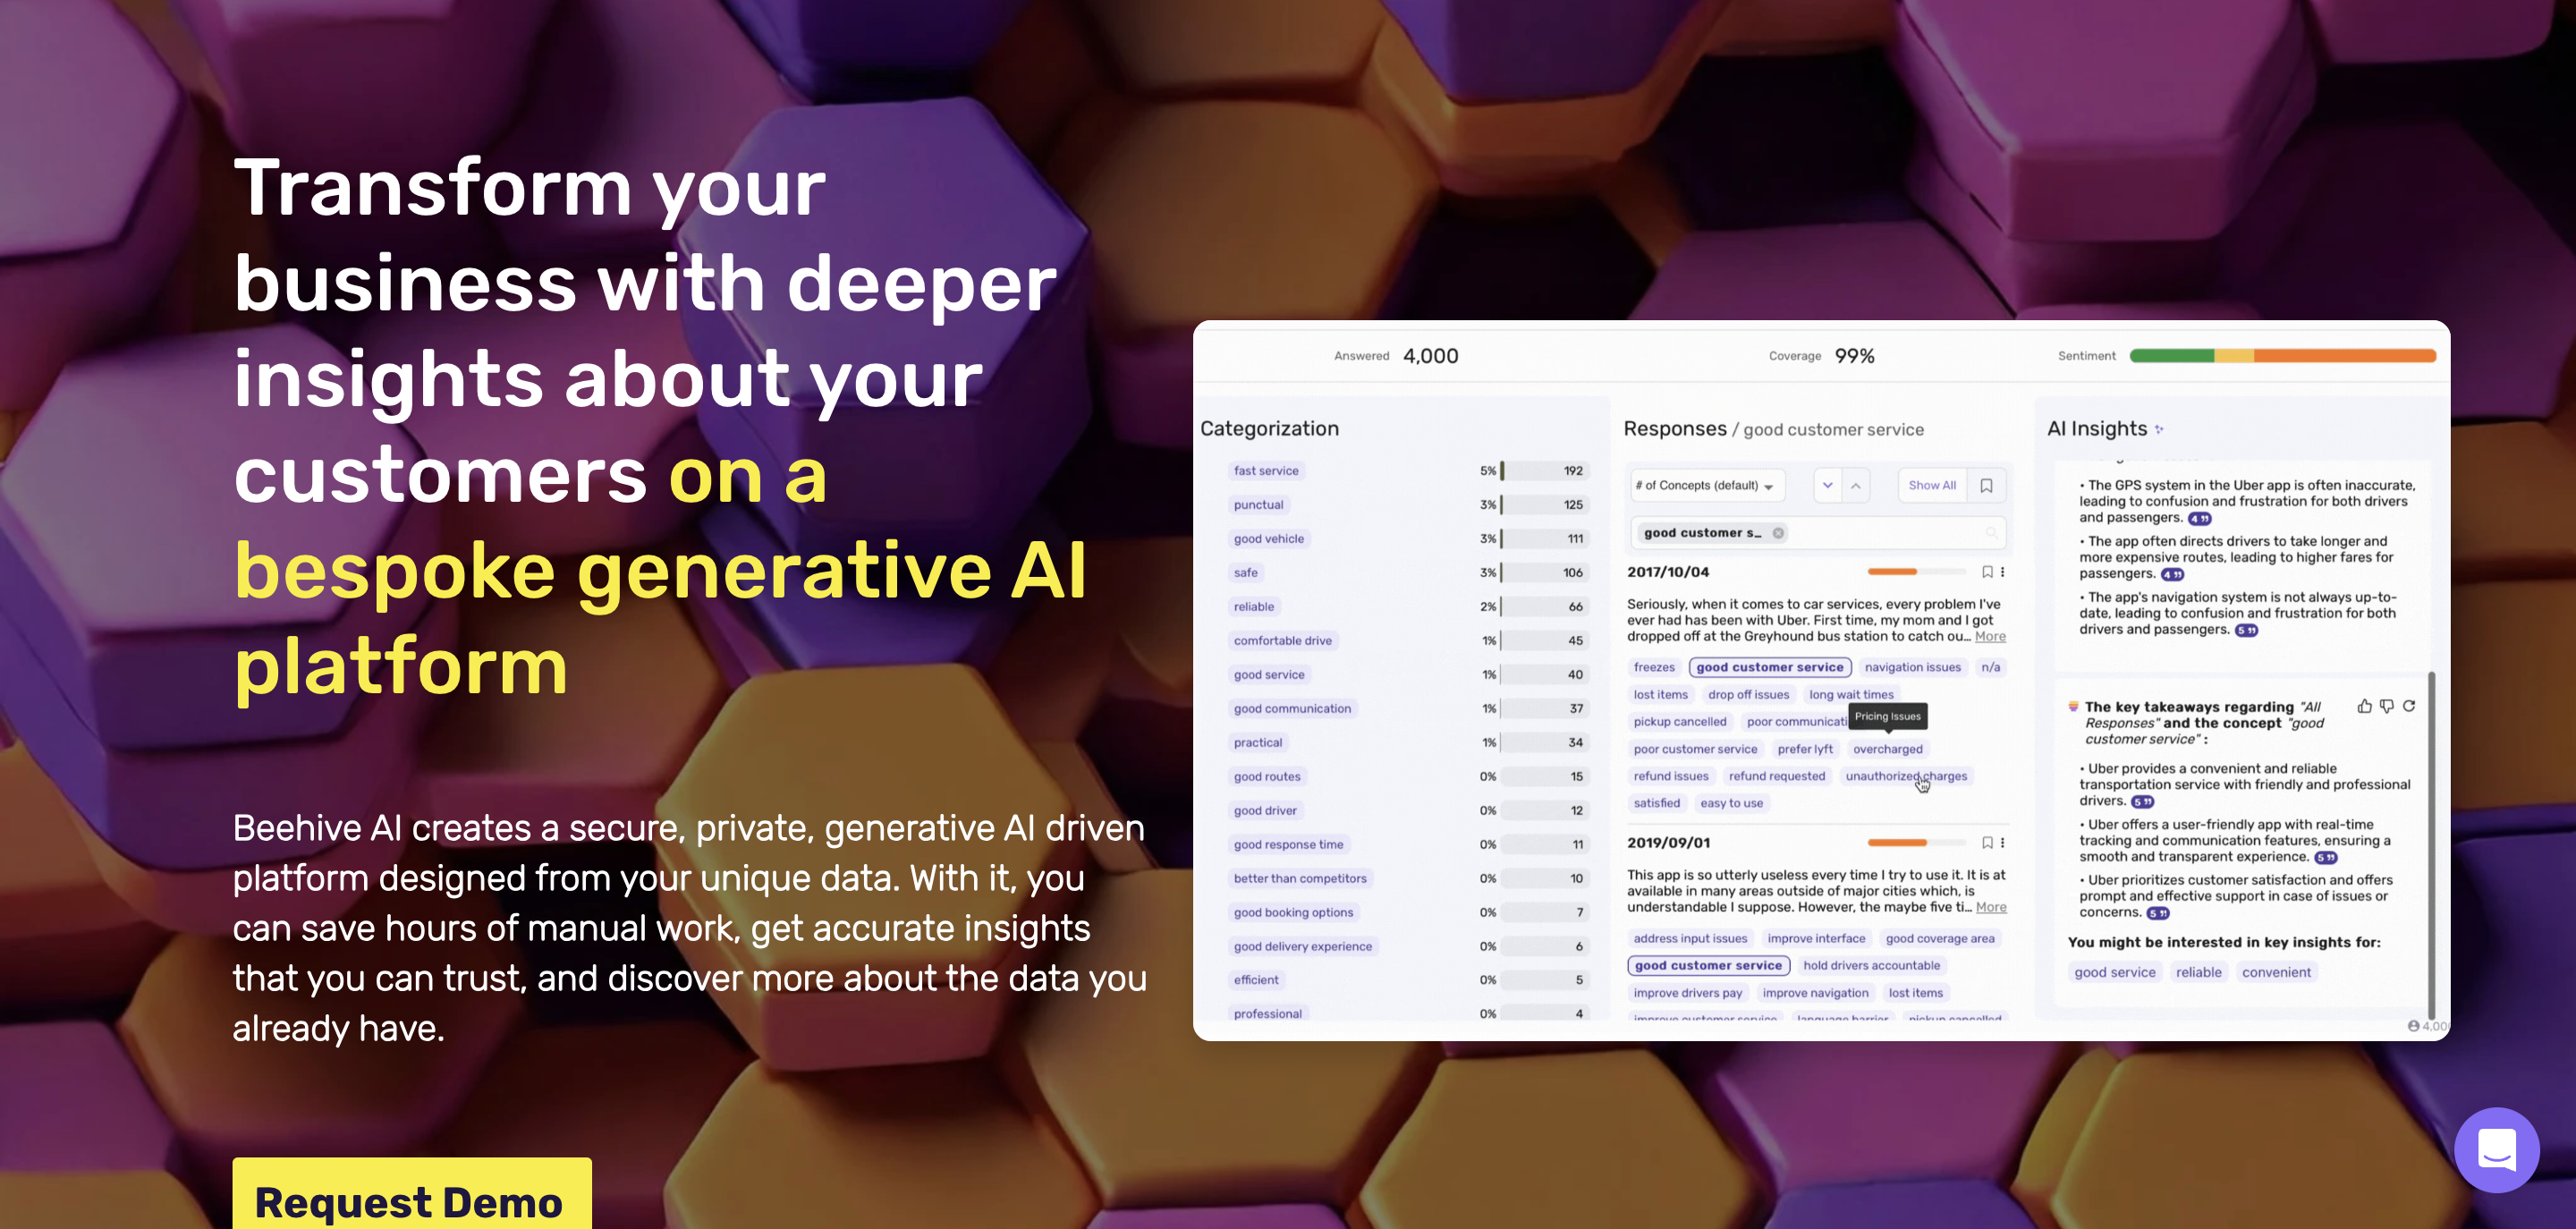 Transform your
business with deeper
insights about your
customers on a
bespoke generative AI
platform
Beehive AI creates a secure, private, generative AI driven
platform designed from your unique data. With it, you
can save hours of manual work, get accurate insights
that you can trust, and discover more about the data you
already have.
Request Demo
Answered 4,000
Coverage 99%
Sentiment
Categorization
fast service 5% 192
punctual 3% 125
good vehicle 3% 111
safe 3% 106
reliable 2% 66
comfortable drive 1% 45
good service 1% 40
good communication 1% 37
practical 1% 34
good routes 0% 15
good driver 0% 12
good response time 0% 11
better than competitors 0% 10
good booking options 0% 7
good delivery experience 0% 6
efficient 0% 5
professional 0% 4
Responses / good customer service
# of Concepts (default)
Show All
good customer s...
2017/10/04
Seriously, when it comes to car services, every problem I've
ever had has been with Uber. First time, my mom and I got
dropped off at the Greyhound bus station to catch ou... More
freezes good customer service navigation issues n/a
lost items drop off issues long wait times
pickup cancelled poor communicati
Pricing Issues
poor customer service prefer lyft overcharged
refund issues refund requested unauthorized charges
satisfied easy to use
2019/09/01
This app is so utterly useless every time I try to use it. It is at
available in many areas outside of major cities which, is
understandable I suppose. However, the maybe five ti... More
address input issues improve interface good coverage area
good customer service hold drivers accountable
improve drivers pay improve navigation lost items
improve customer service language barrier pickup cancelled
AI Insights
• The GPS system in the Uber app is often inaccurate,
leading to confusion and frustration for both drivers
and passengers. 4 ❞
• The app often directs drivers to take longer and
more expensive routes, leading to higher fares for
passengers. 4 ❞
• The app's navigation system is not always up-to-
date, leading to confusion and frustration for both
drivers and passengers. 5 ❞
The key takeaways regarding "All
Responses" and the concept "good
customer service" :
• Uber provides a convenient and reliable
transportation service with friendly and professional
drivers. 5 ❞
• Uber offers a user-friendly app with real-time
tracking and communication features, ensuring a
smooth and transparent experience. 5 ❞
• Uber prioritizes customer satisfaction and offers
prompt and effective support in case of issues or
concerns. 5 ❞
You might be interested in key insights for:
good service reliable convenient
4,00